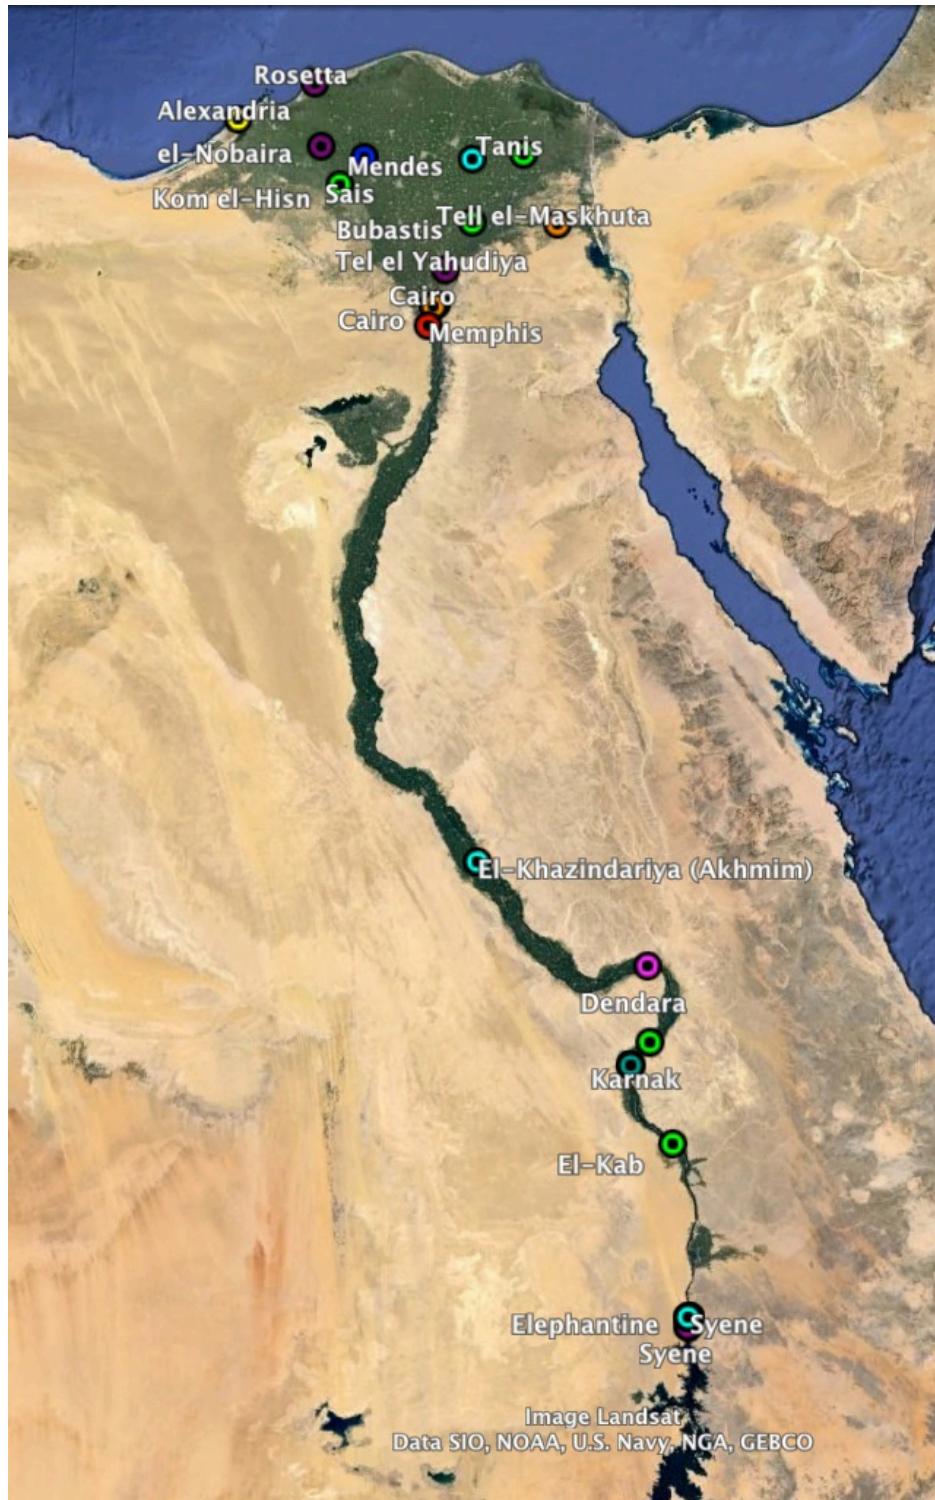 Rosetta
Alexandria
Tanis
el-Nobaira
Mendes
Sais
Kom el-Hisn
Tell el-Maskhuta
Bubastis
Tel el Yahudiya
Cairo
Cairo
Memphis
El-Khazindariya (Akhmim)
Dendara
Karnak
El-Kab
Elephantine
Syene
Syene
Image Landsat
Data SIO, NOAA, U.S. Navy, NGA, GEBCO